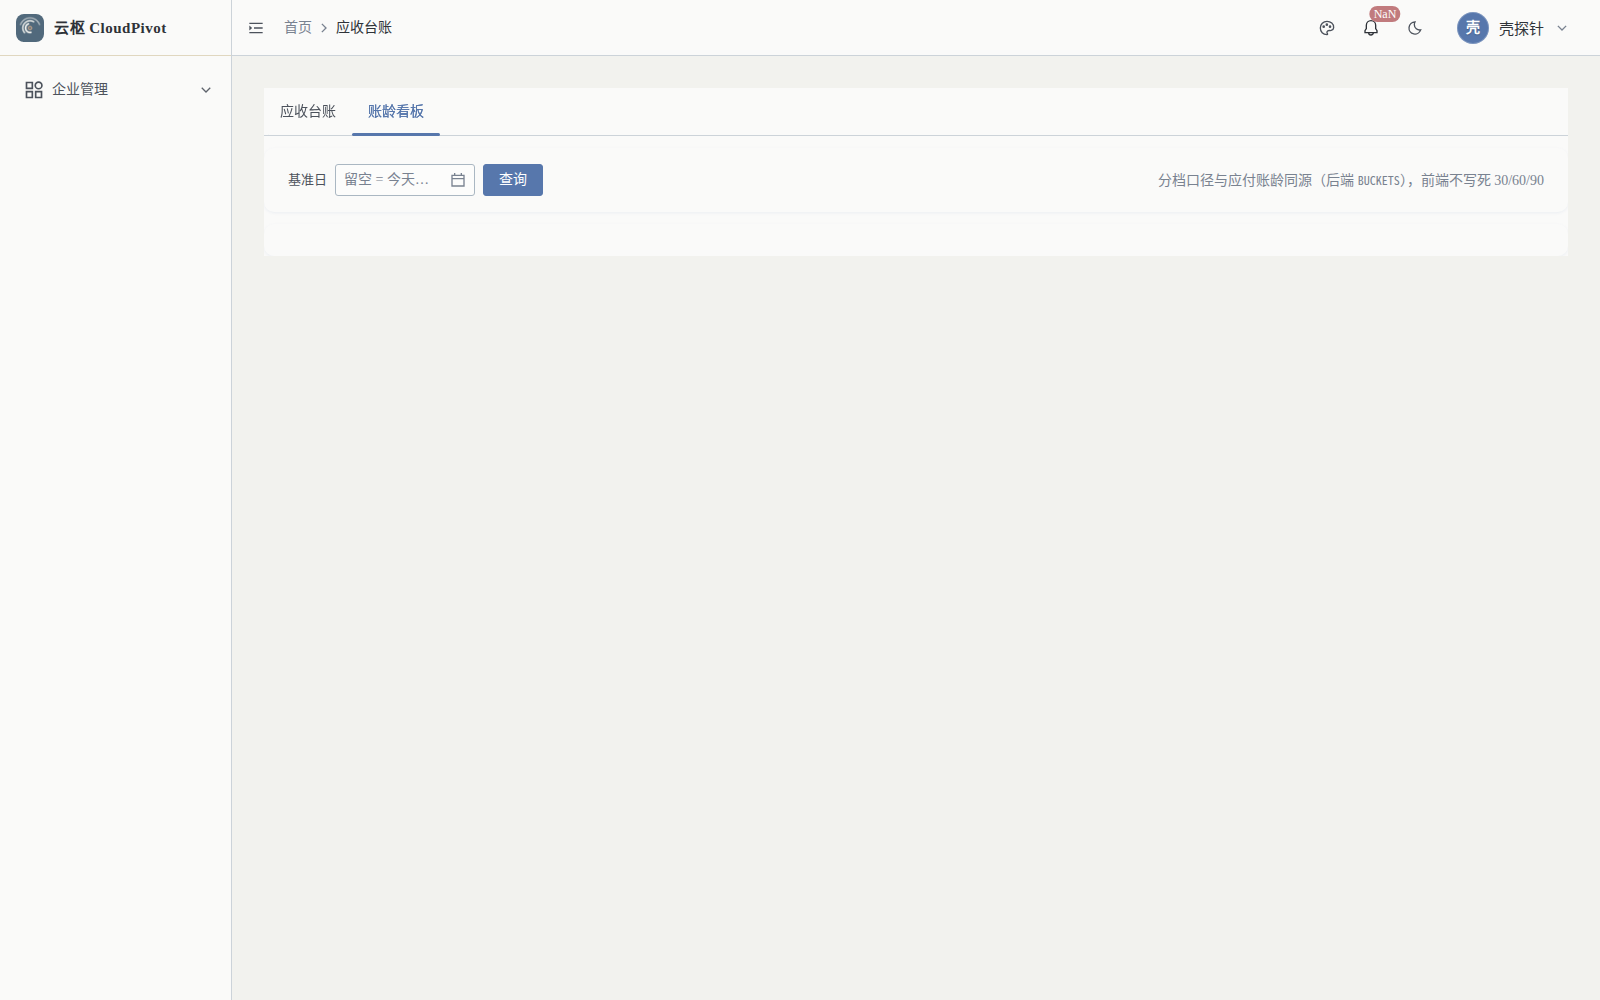 云枢 CloudPivot
首页 > 应收台账
NaN
壳
壳探针
企业管理
应收台账
账龄看板
基准日
留空 = 今天…
查询
分档口径与应付账龄同源（后端 BUCKETS），前端不写死 30/60/90